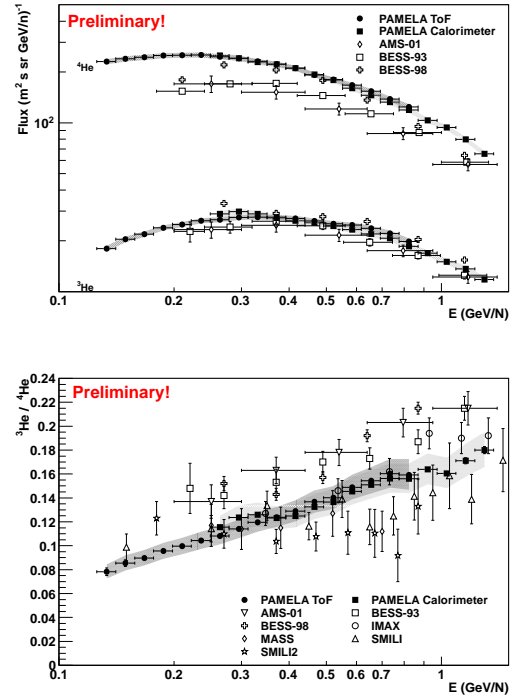 Preliminary!
PAMELA ToF
PAMELA Calorimeter
AMS-01
BESS-93
BESS-98
Flux (m² s sr GeV/n)⁻¹
⁴He
10²
³He
0.1 0.2 0.3 0.4 0.5 0.6 0.7 1
E (GeV/N)
Preliminary!
³He / ⁴He
0.24
0.22
0.2
0.18
0.16
0.14
0.12
0.1
0.08
0.06
0.04
0.02
0
PAMELA ToF PAMELA Calorimeter
AMS-01 BESS-93
BESS-98 IMAX
MASS SMILI
SMILI2
0.1 0.2 0.3 0.4 0.5 0.6 0.7 1
E (GeV/N)